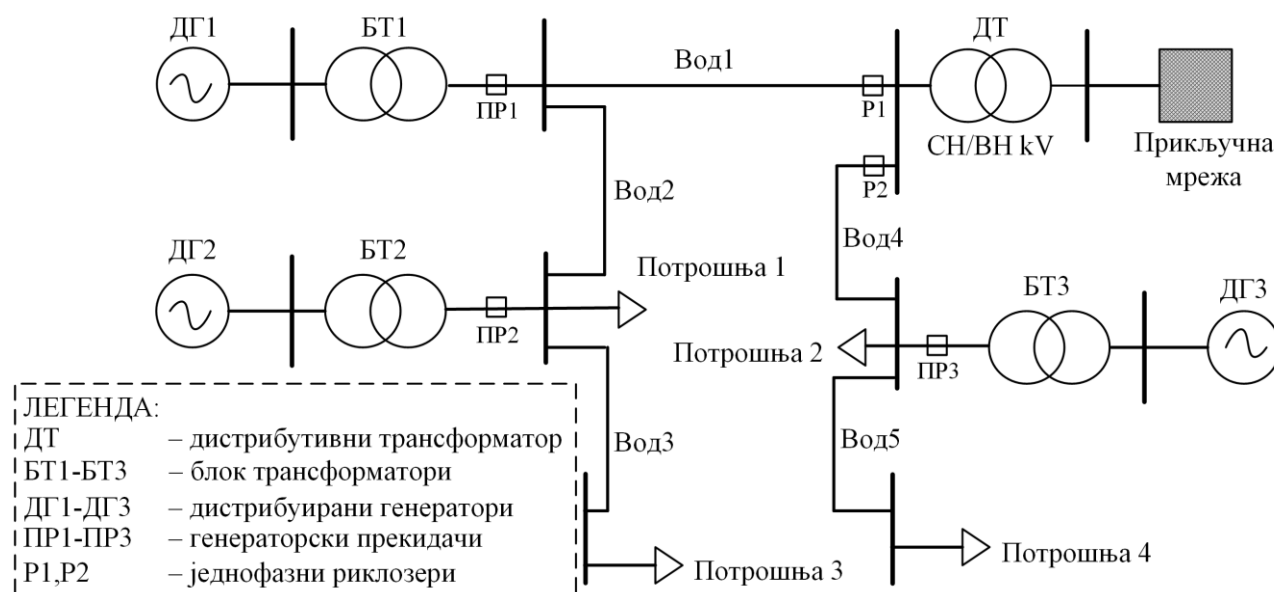 ДГ1
БТ1
ПР1
Вод1
Р1
ДТ
СН/ВН kV
Прикључна
мрежа
Р2
Вод2
Вод4
ДГ2
БТ2
ПР2
Потрошња 1
БТ3
ДГ3
Потрошња 2
ПР3
Вод3
Вод5
Потрошња 3
Потрошња 4
ЛЕГЕНДА:
ДТ – дистрибутивни трансформатор
БТ1-БТ3 – блок трансформатори
ДГ1-ДГ3 – дистрибуирани генератори
ПР1-ПР3 – генераторски прекидачи
Р1,Р2 – једнофазни риклозери